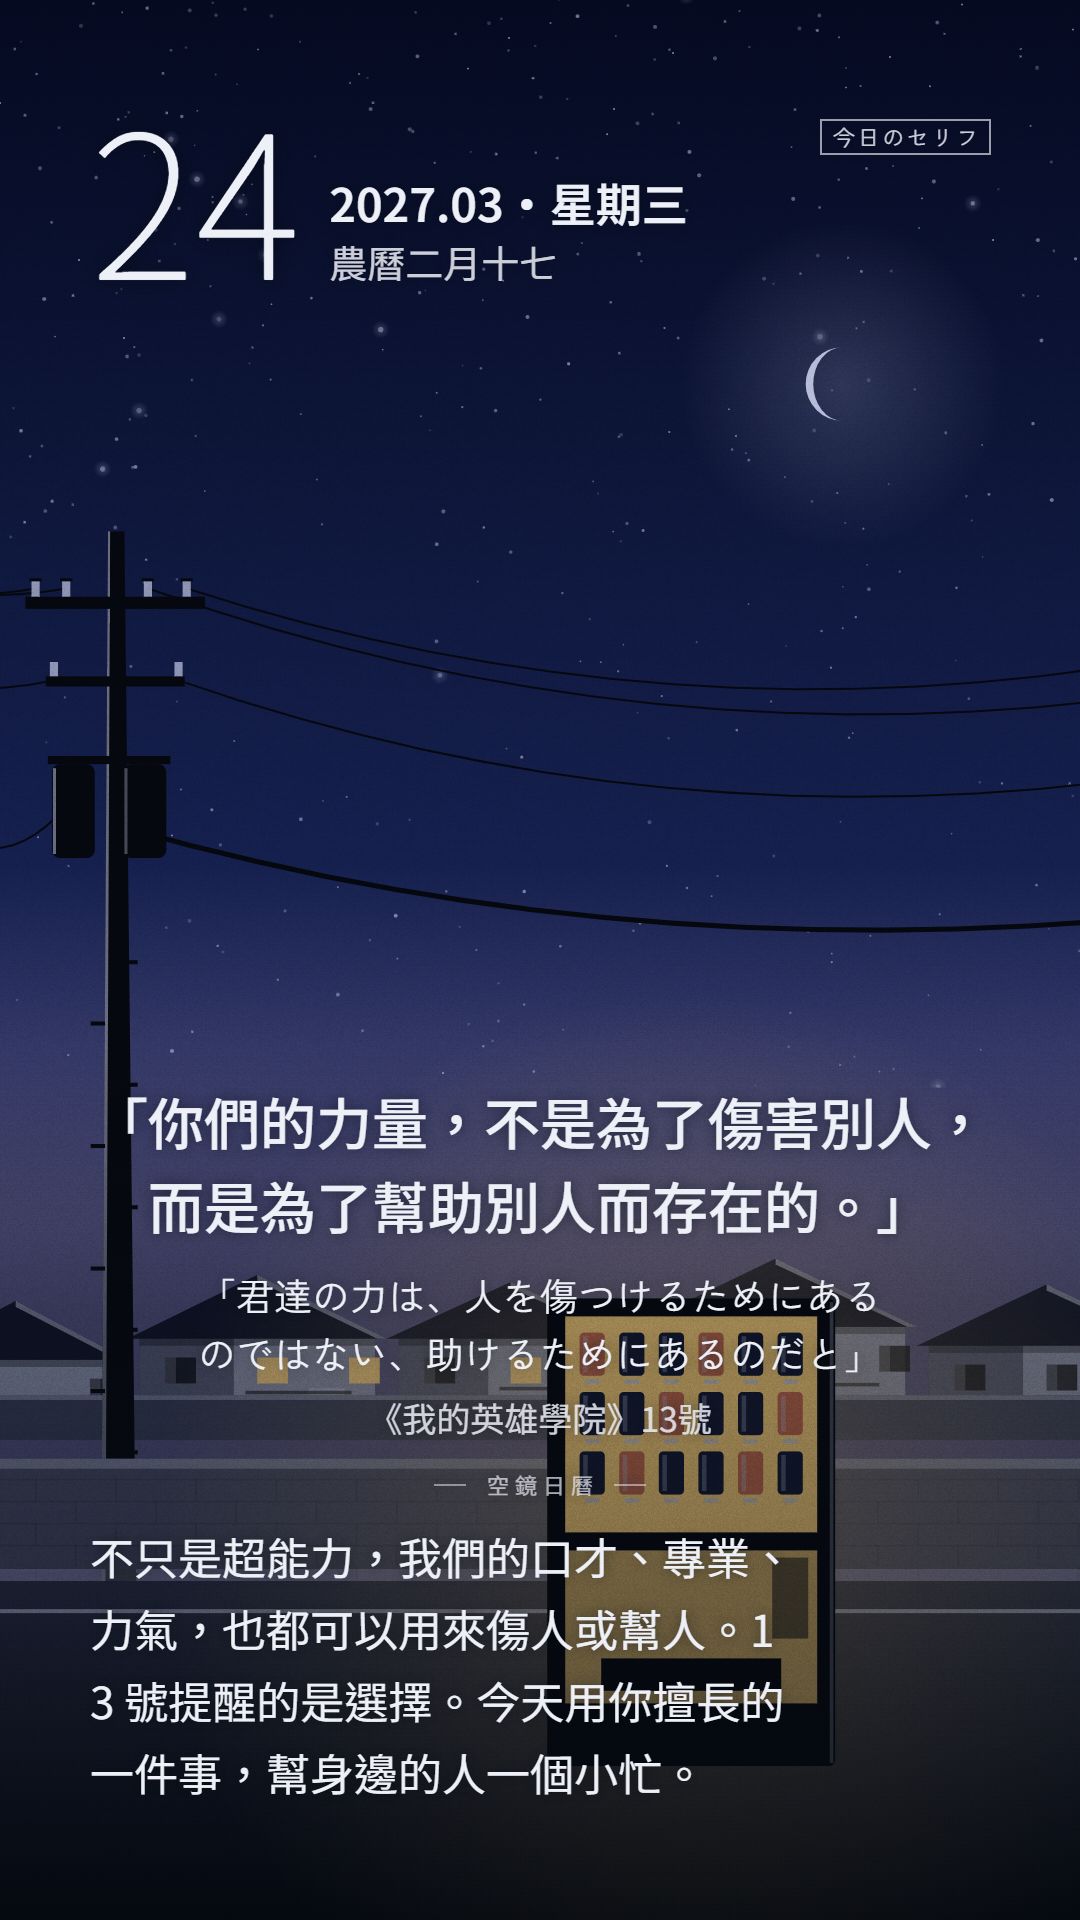 24
2027.03•星期三
農曆二月十七
今日のセリフ
「你們的力量，不是為了傷害別人，
而是為了幫助別人而存在的。」
「君達の力は、人を傷つけるためにある
のではない、助けるためにあるのだと」
《我的英雄學院》13號
空鏡日曆
不只是超能力，我們的口才、專業、
力氣，也都可以用來傷人或幫人。1
3 號提醒的是選擇。今天用你擅長的
一件事，幫身邊的人一個小忙。